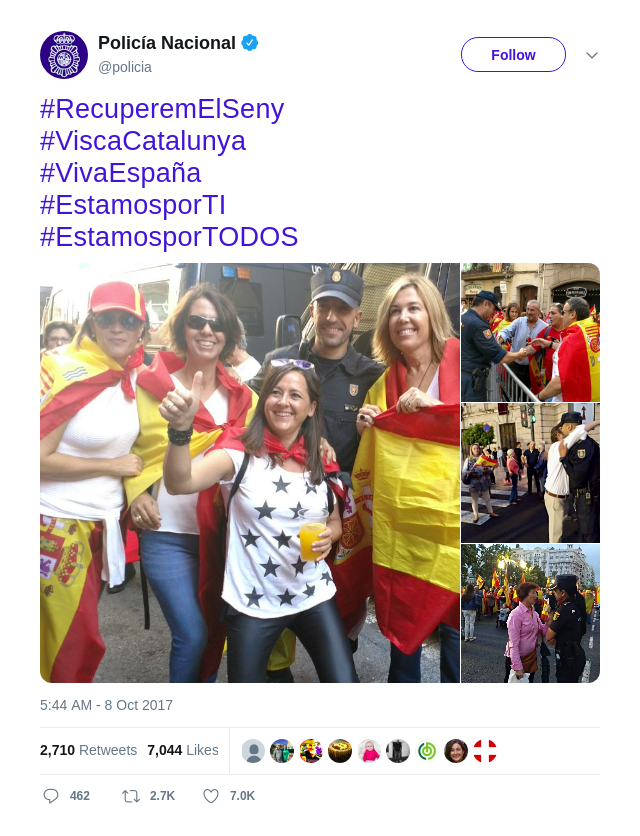 Policía Nacional
@policia
Follow
#RecuperemElSeny
#ViscaCatalunya
#VivaEspaña
#EstamosporTI
#EstamosporTODOS
5:44 AM - 8 Oct 2017
2,710 Retweets 7,044 Likes
462 2.7K 7.0K